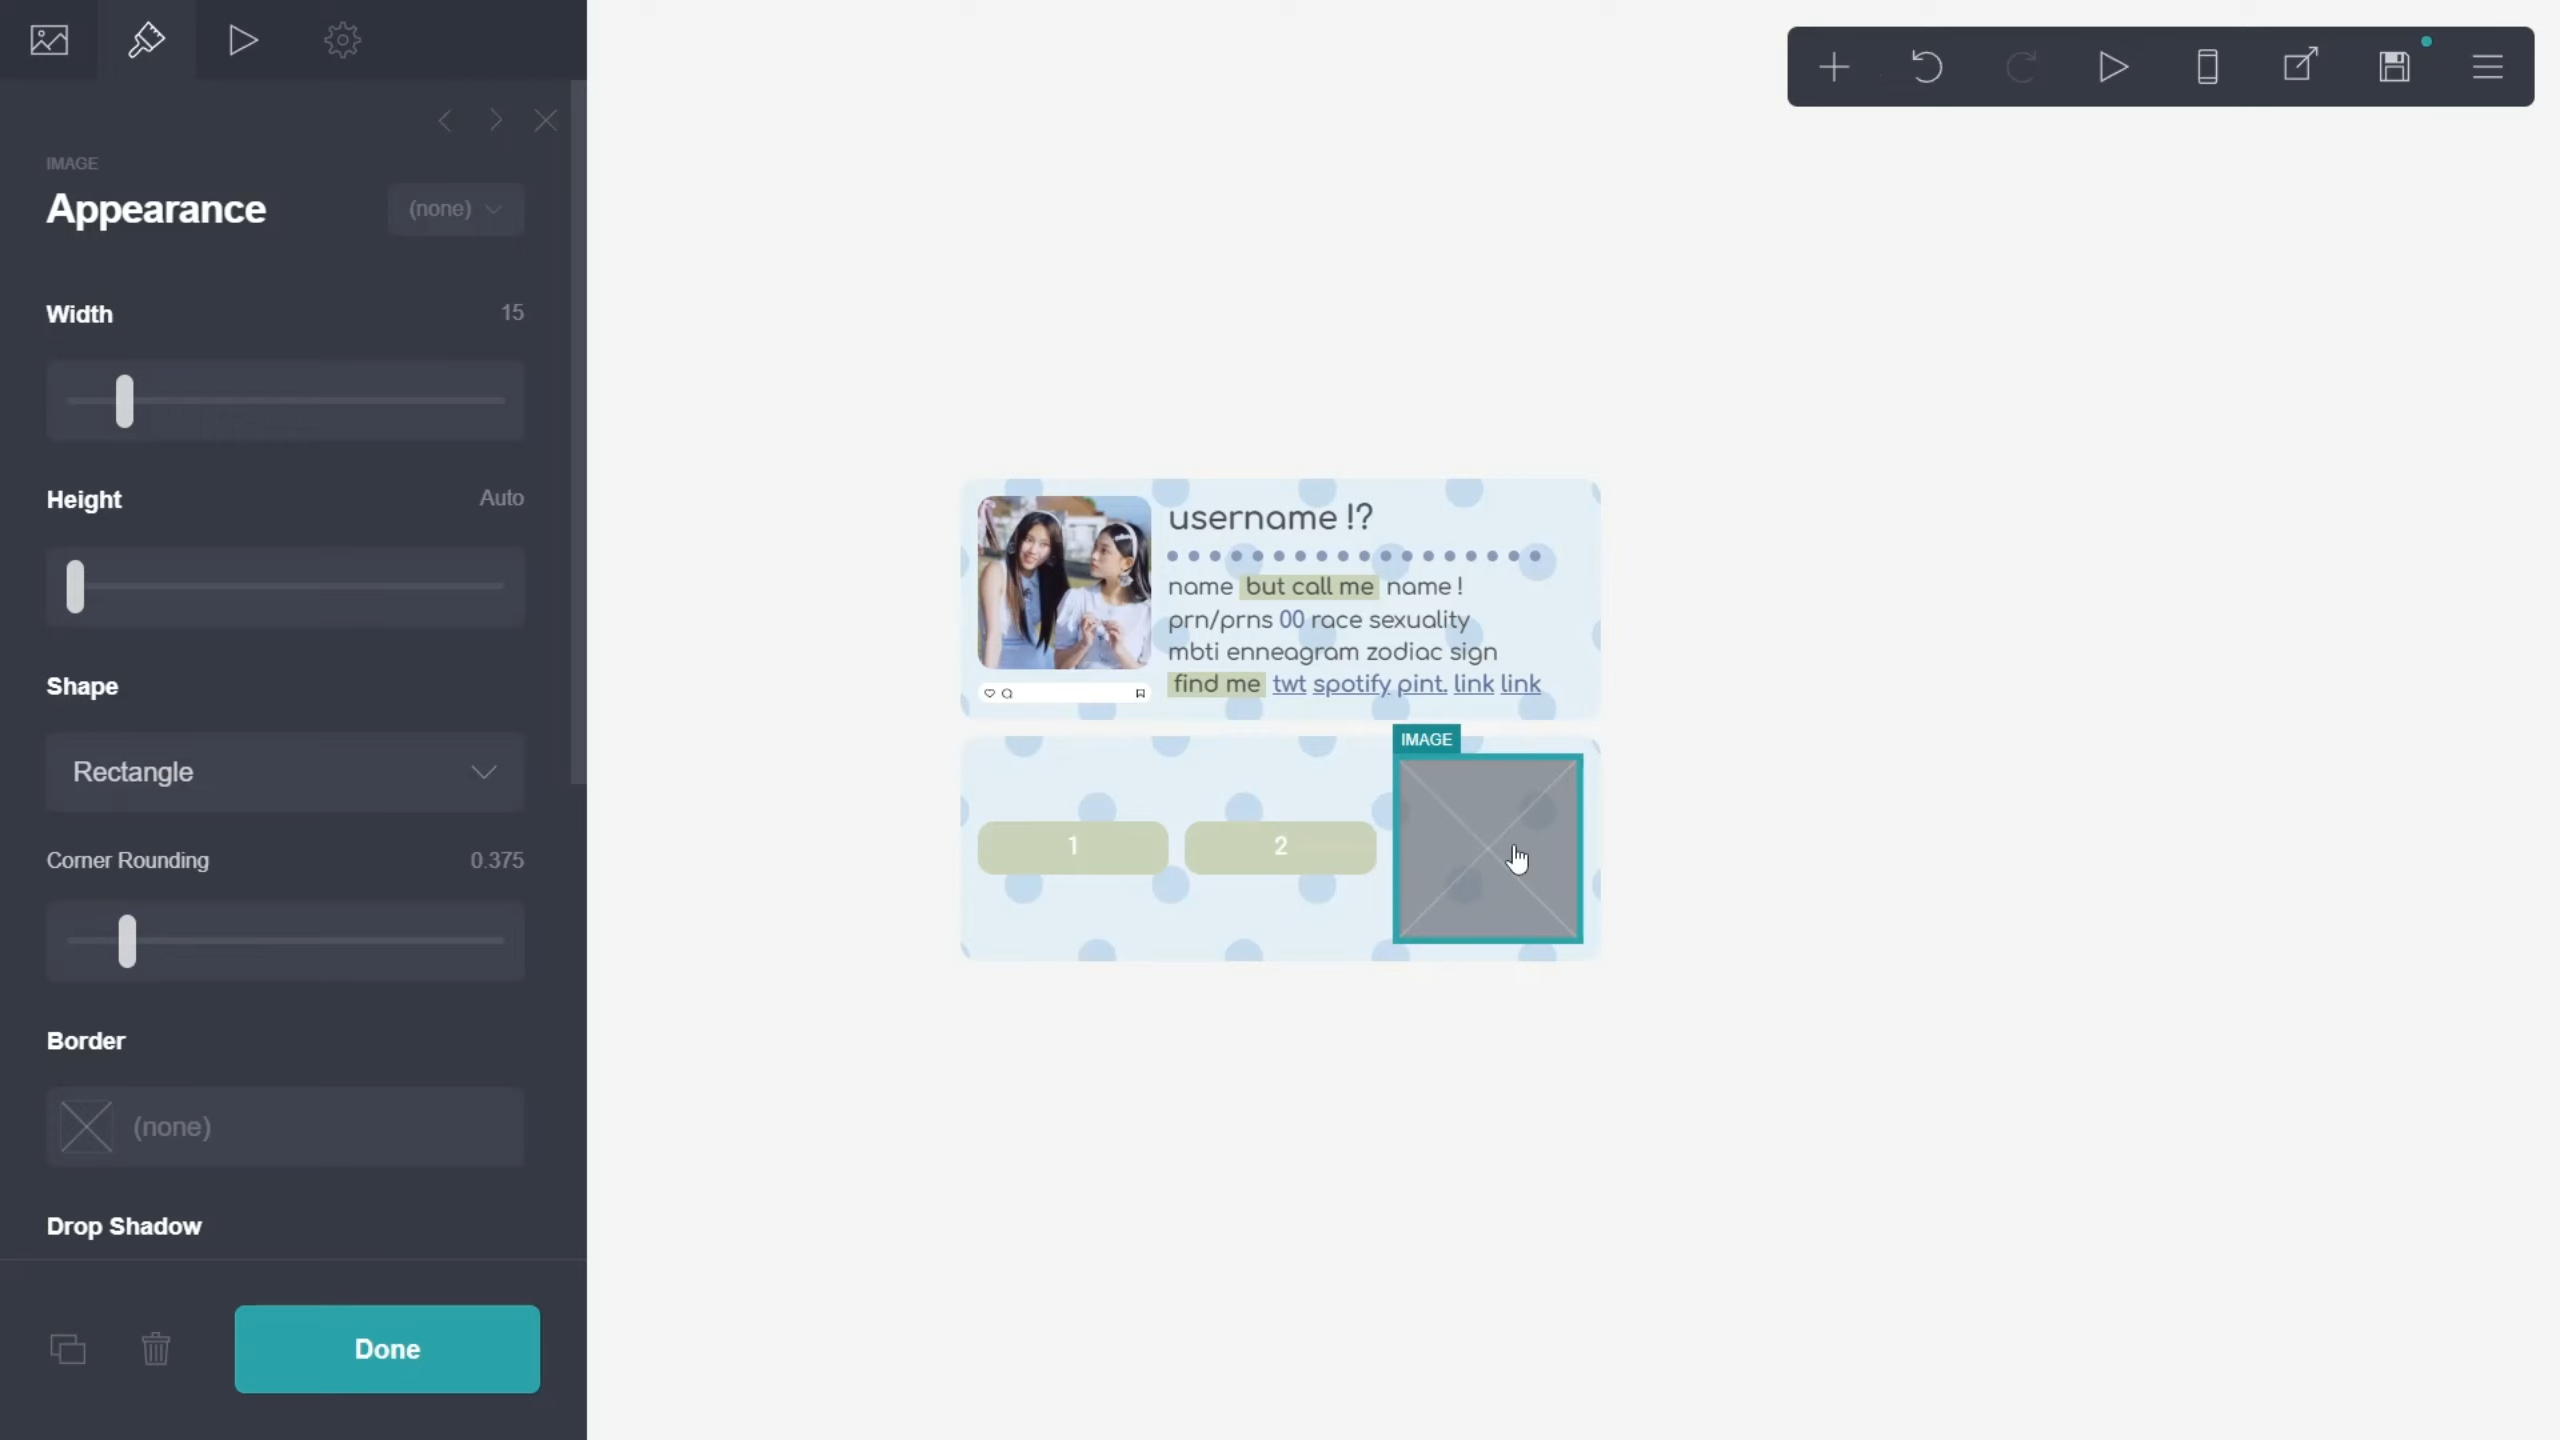 IMAGE
Appearance
(none)
Width
15
Height
Auto
Shape
Rectangle
Corner Rounding
0.375
Border
(none)
Drop Shadow
Done
username !?
name but call me name !
prn/prns 00 race sexuality
mbti enneagram zodiac sign
find me twt spotify pint. link link
IMAGE
1
2